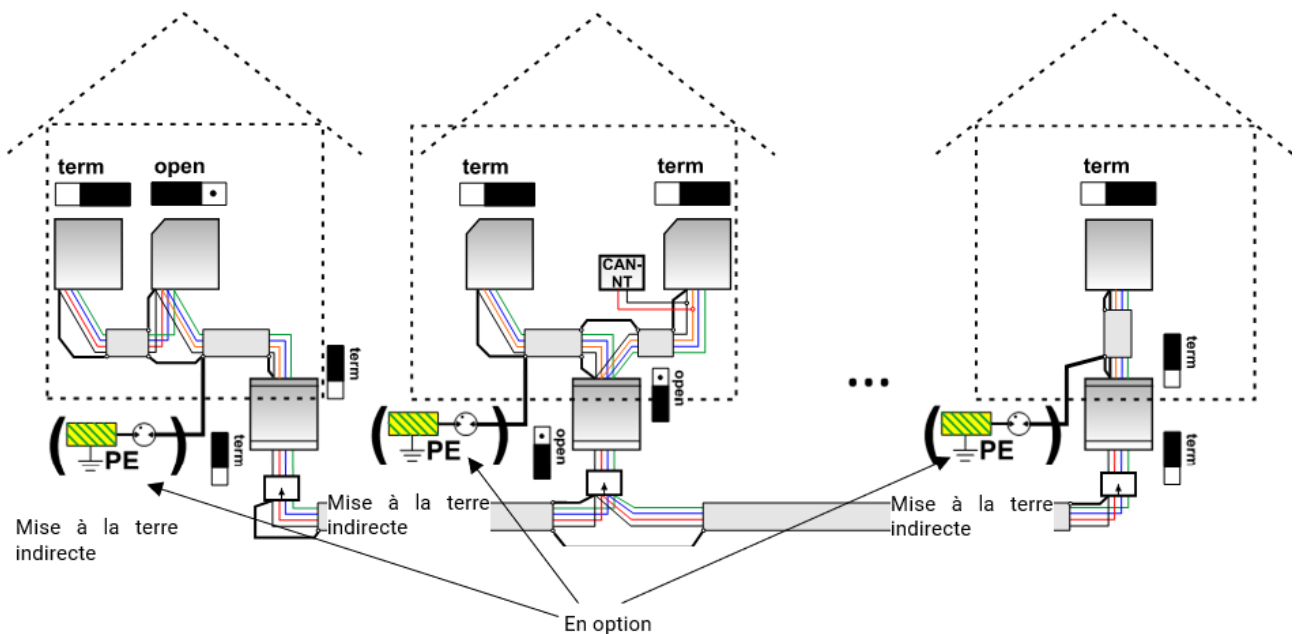 term
open
term
term
term
CAN-
NT
term
open
term
...
PE
term
PE
open
PE
term
Mise à la terre
indirecte
Mise à la terre
indirecte
Mise à la terre
indirecte
En option